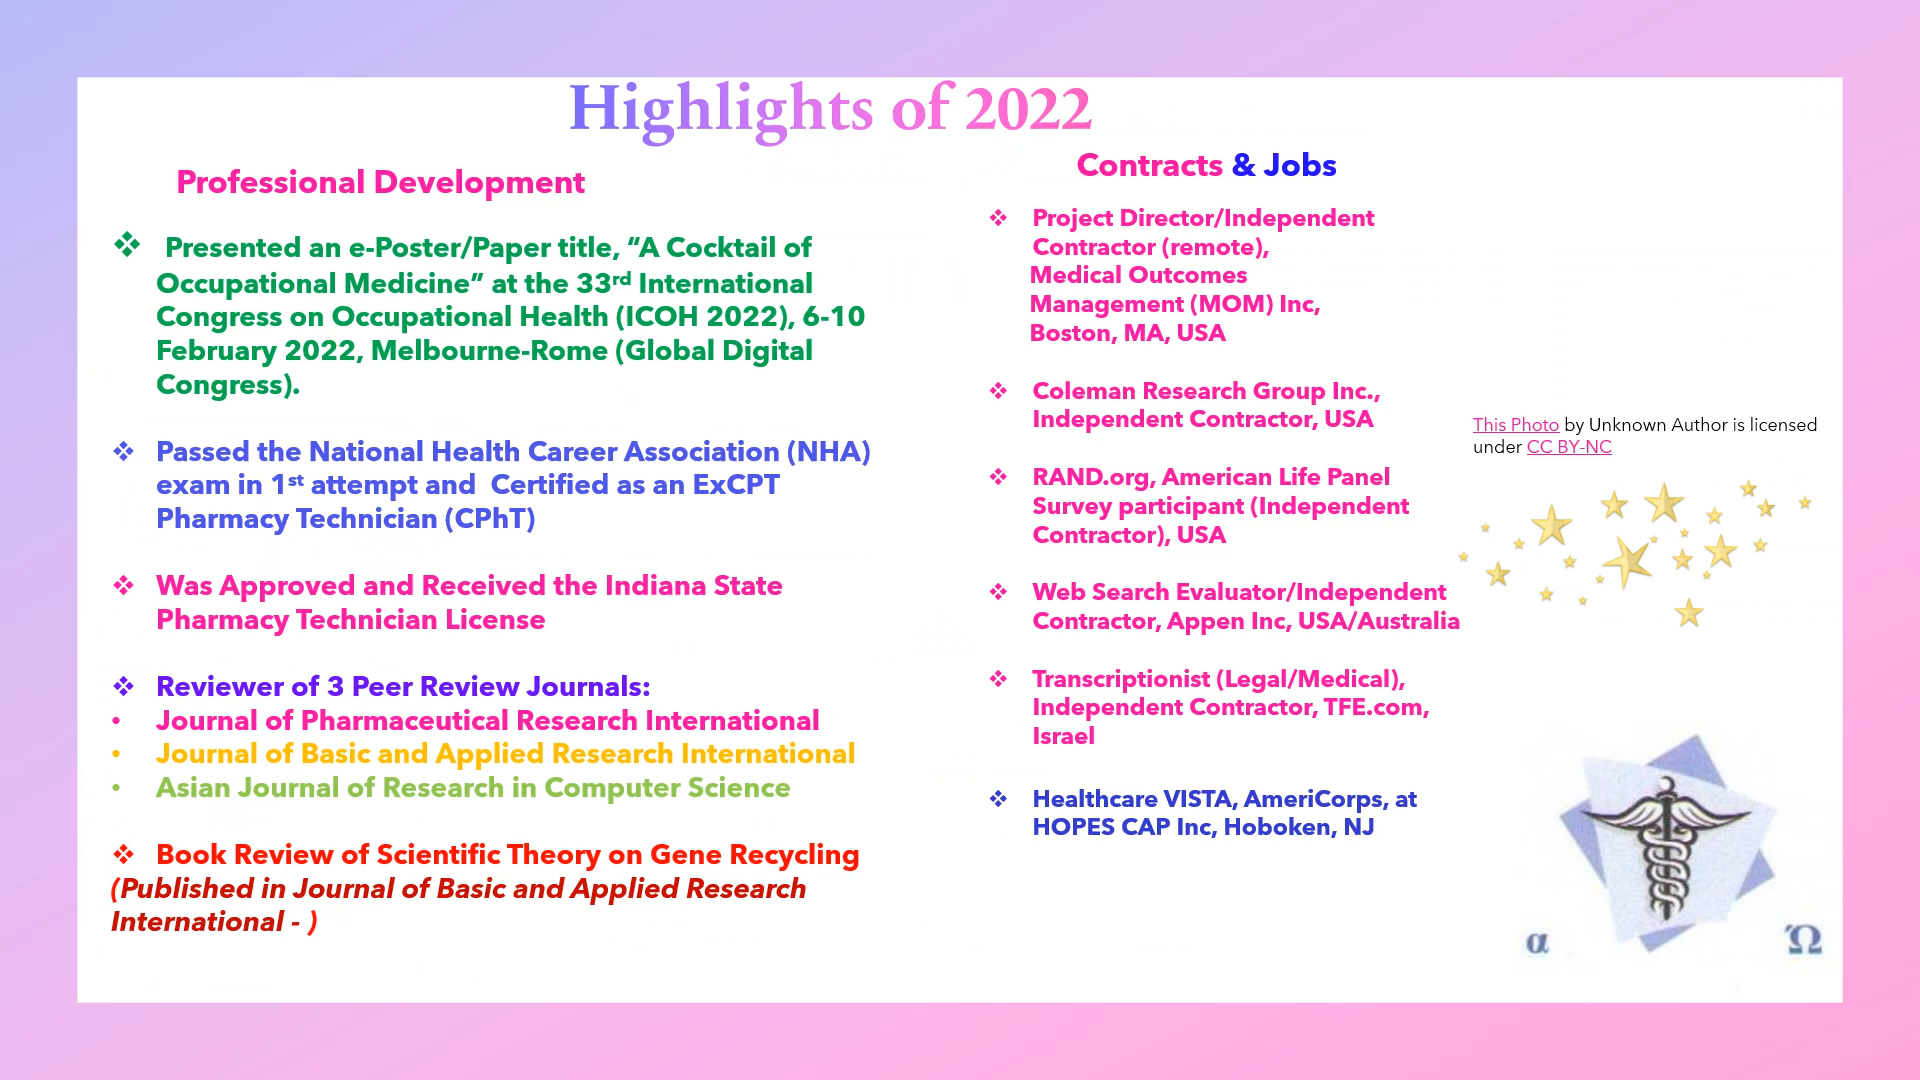 Highlights of 2022
Professional Development
❖ Presented an e-Poster/Paper title, “A Cocktail of
Occupational Medicine” at the 33rd International
Congress on Occupational Health (ICOH 2022), 6-10
February 2022, Melbourne-Rome (Global Digital
Congress).
❖ Passed the National Health Career Association (NHA)
exam in 1st attempt and  Certified as an ExCPT
Pharmacy Technician (CPhT)
❖ Was Approved and Received the Indiana State
Pharmacy Technician License
❖ Reviewer of 3 Peer Review Journals:
• Journal of Pharmaceutical Research International
• Journal of Basic and Applied Research International
• Asian Journal of Research in Computer Science
❖ Book Review of Scientific Theory on Gene Recycling
(Published in Journal of Basic and Applied Research
International - )
Contracts & Jobs
❖ Project Director/Independent
Contractor (remote),
Medical Outcomes
Management (MOM) Inc,
Boston, MA, USA
❖ Coleman Research Group Inc.,
Independent Contractor, USA
❖ RAND.org, American Life Panel
Survey participant (Independent
Contractor), USA
❖ Web Search Evaluator/Independent
Contractor, Appen Inc, USA/Australia
❖ Transcriptionist (Legal/Medical),
Independent Contractor, TFE.com,
Israel
❖ Healthcare VISTA, AmeriCorps, at
HOPES CAP Inc, Hoboken, NJ
This Photo by Unknown Author is licensed
under CC BY-NC
α Ώ